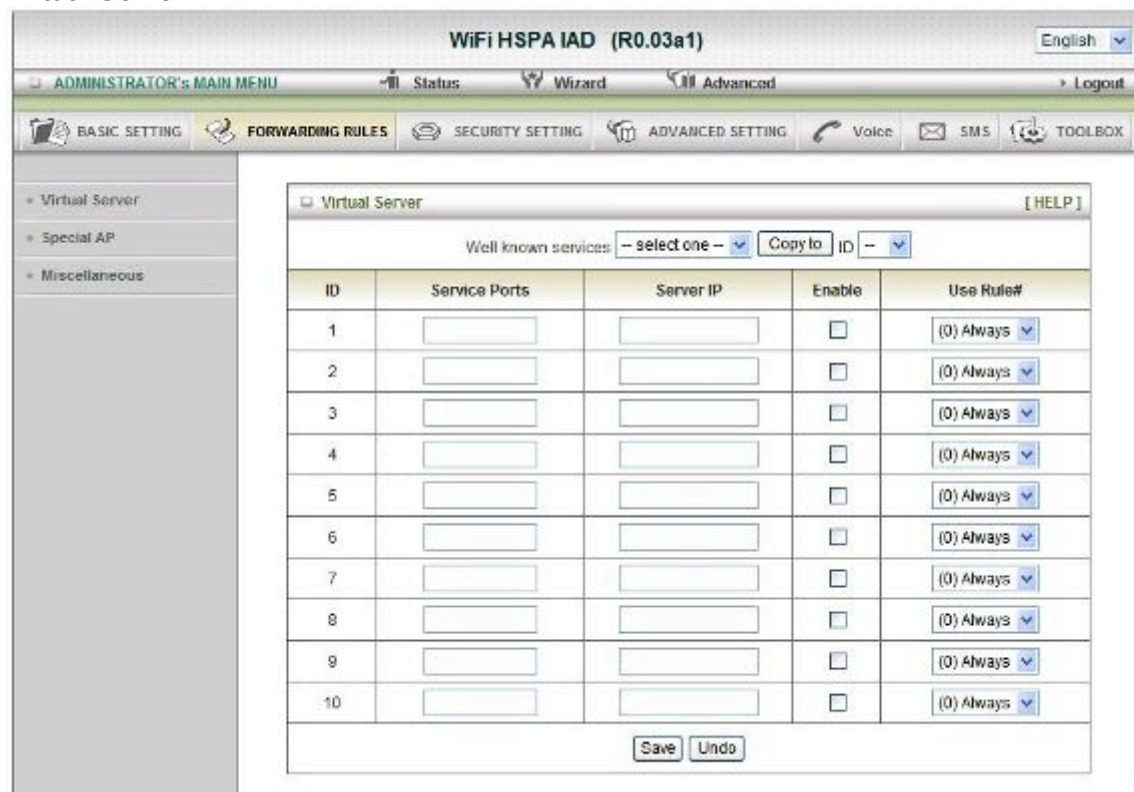 WiFi HSPA IAD (R0.03a1) English
ADMINISTRATOR's MAIN MENU Status Wizard Advanced Logout
BASIC SETTING FORWARDING RULES SECURITY SETTING ADVANCED SETTING Voice SMS TOOLBOX
Virtual Server
Special AP
Miscellaneous
Virtual Server [ HELP ]
Well known services -- select one -- Copy to ID --
ID Service Ports Server IP Enable Use Rule#
1 (0) Always
2 (0) Always
3 (0) Always
4 (0) Always
5 (0) Always
6 (0) Always
7 (0) Always
8 (0) Always
9 (0) Always
10 (0) Always
Save Undo